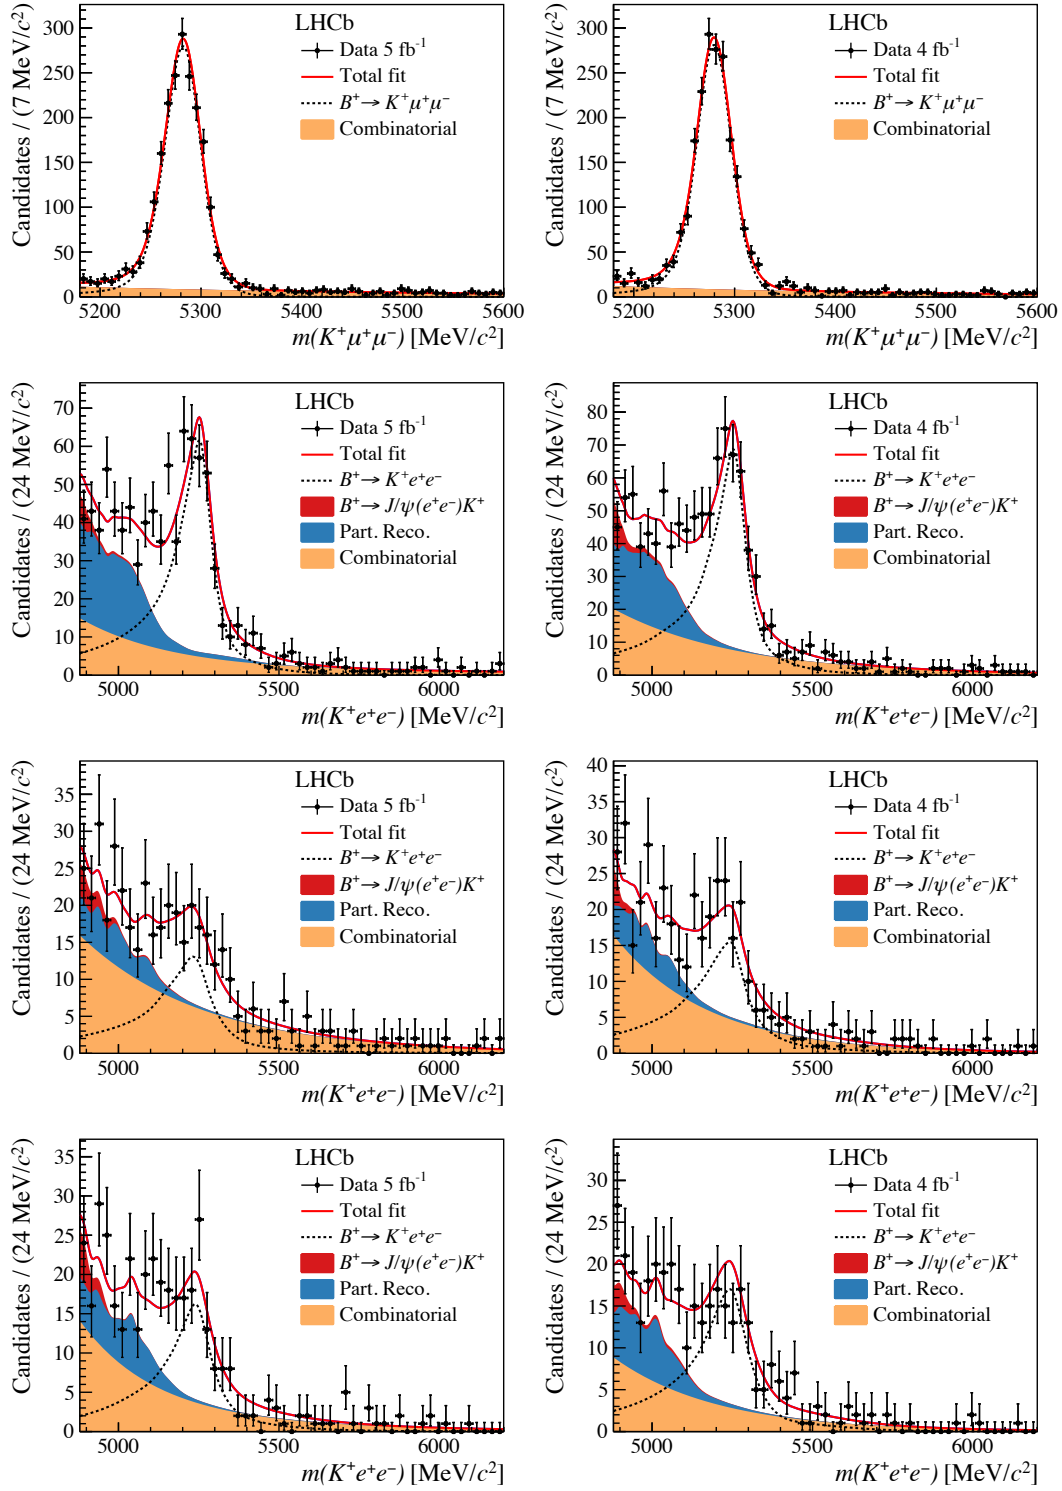 Candidates / (7 MeV/c²)
300
250
200
150
100
50
0
5200
5300
5400
5500
5600
m(K⁺μ⁺μ⁻) [MeV/c²]
LHCb
Data 5 fb⁻¹
Total fit
B⁺→ K⁺μ⁺μ⁻
Combinatorial
Candidates / (7 MeV/c²)
300
250
200
150
100
50
0
5200
5300
5400
5500
5600
m(K⁺μ⁺μ⁻) [MeV/c²]
LHCb
Data 4 fb⁻¹
Total fit
B⁺→ K⁺μ⁺μ⁻
Combinatorial
Candidates / (24 MeV/c²)
70
60
50
40
30
20
10
0
5000
5500
6000
m(K⁺e⁺e⁻) [MeV/c²]
LHCb
Data 5 fb⁻¹
Total fit
B⁺→ K⁺e⁺e⁻
B⁺→ J/ψ(e⁺e⁻)K⁺
Part. Reco.
Combinatorial
Candidates / (24 MeV/c²)
80
70
60
50
40
30
20
10
0
5000
5500
6000
m(K⁺e⁺e⁻) [MeV/c²]
LHCb
Data 4 fb⁻¹
Total fit
B⁺→ K⁺e⁺e⁻
B⁺→ J/ψ(e⁺e⁻)K⁺
Part. Reco.
Combinatorial
Candidates / (24 MeV/c²)
35
30
25
20
15
10
5
0
5000
5500
6000
m(K⁺e⁺e⁻) [MeV/c²]
LHCb
Data 5 fb⁻¹
Total fit
B⁺→ K⁺e⁺e⁻
B⁺→ J/ψ(e⁺e⁻)K⁺
Part. Reco.
Combinatorial
Candidates / (24 MeV/c²)
40
35
30
25
20
15
10
5
0
5000
5500
6000
m(K⁺e⁺e⁻) [MeV/c²]
LHCb
Data 4 fb⁻¹
Total fit
B⁺→ K⁺e⁺e⁻
B⁺→ J/ψ(e⁺e⁻)K⁺
Part. Reco.
Combinatorial
Candidates / (24 MeV/c²)
35
30
25
20
15
10
5
0
5000
5500
6000
m(K⁺e⁺e⁻) [MeV/c²]
LHCb
Data 5 fb⁻¹
Total fit
B⁺→ K⁺e⁺e⁻
B⁺→ J/ψ(e⁺e⁻)K⁺
Part. Reco.
Combinatorial
Candidates / (24 MeV/c²)
30
25
20
15
10
5
0
5000
5500
6000
m(K⁺e⁺e⁻) [MeV/c²]
LHCb
Data 4 fb⁻¹
Total fit
B⁺→ K⁺e⁺e⁻
B⁺→ J/ψ(e⁺e⁻)K⁺
Part. Reco.
Combinatorial